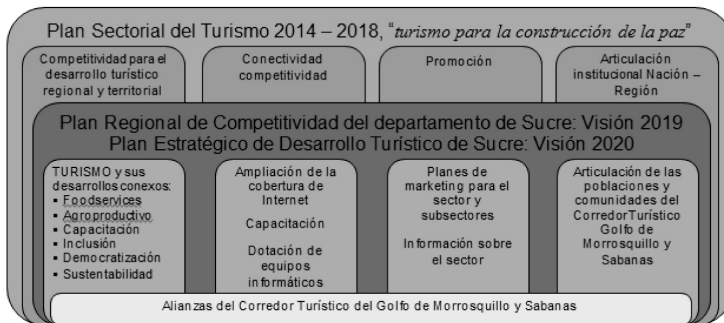 Plan Sectorial del Turismo 2014 – 2018, “turismo para la construcción de la paz”
Competitividad para el
desarrollo turístico
regional y territorial
Conectividad
competitividad
Promoción
Articulación
institucional Nación –
Región
Plan Regional de Competitividad del departamento de Sucre: Visión 2019
Plan Estratégico de Desarrollo Turístico de Sucre: Visión 2020
TURISMO y sus
desarrollos conexos:
▪ Foodservices
▪ Agroproductivo
▪ Capacitación
▪ Inclusión
▪ Democratización
▪ Sustentabilidad
Ampliación de la
cobertura de
Internet
Capacitación
Dotación de
equipos
informáticos
Planes de
marketing para el
sector y
subsectores
Información sobre
el sector
Articulación de las
poblaciones y
comunidades del
Corredor Turístico
Golfo de
Morrosquillo y
Sabanas
Alianzas del Corredor Turístico del Golfo de Morrosquillo y Sabanas